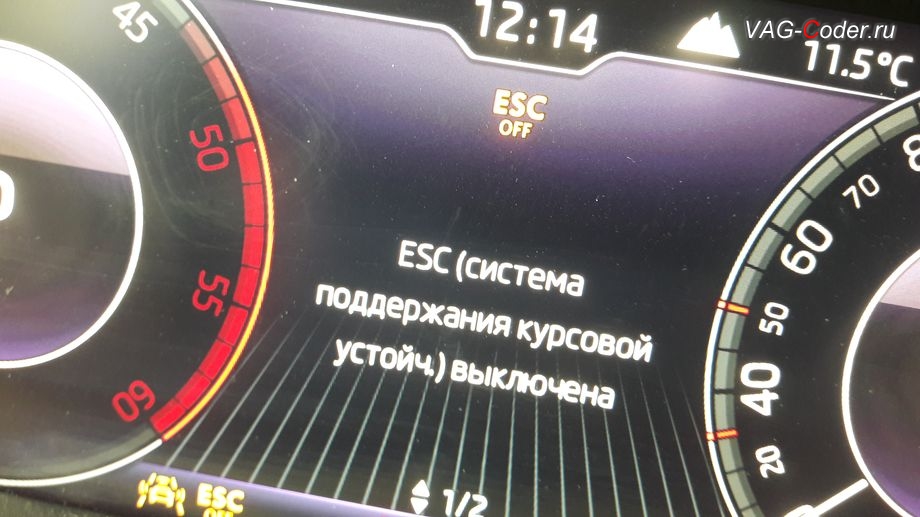 45
12:14
VAG-Coder.ru
11.5°C
ESC
OFF
50
55
60
ESC (система
поддержания курсовой
устойч.) выключена
70
60
50
40
20
ESC
OFF
1/2